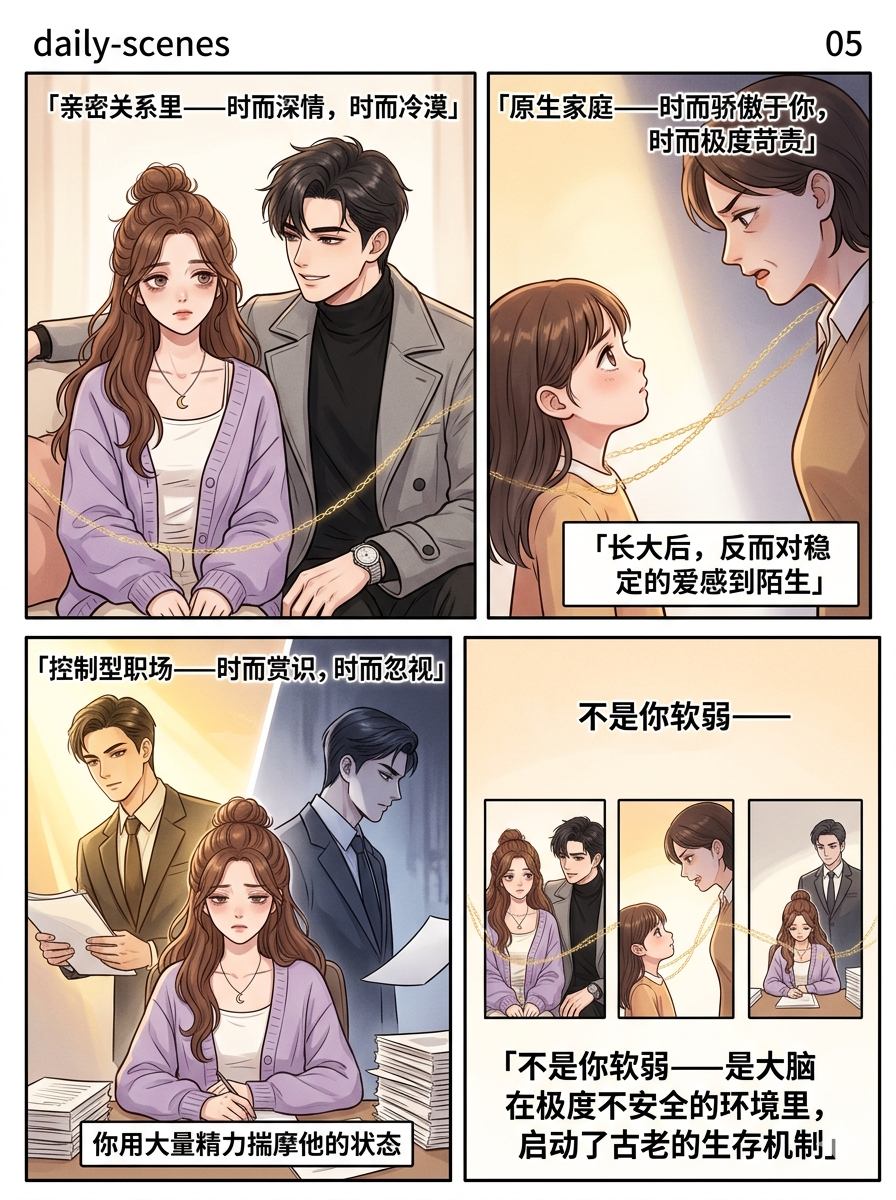 daily-scenes
05
「亲密关系里——时而深情，时而冷漠」
「原生家庭——时而骄傲于你，
时而极度苛责」
「长大后，反而对稳
定的爱感到陌生」
「控制型职场——时而赏识，时而忽视」
你用大量精力揣摩他的状态
不是你软弱——
「不是你软弱——是大脑
在极度不安全的环境里，
启动了古老的生存机制」